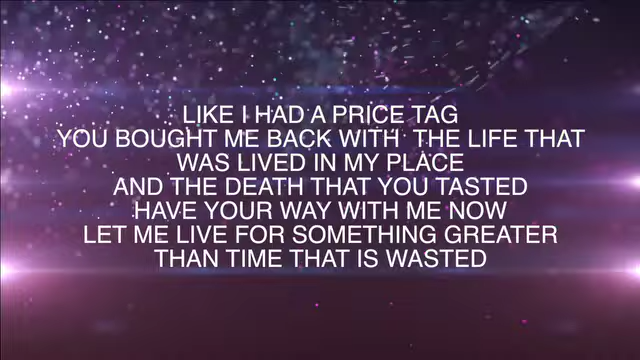 LIKE I HAD A PRICE TAG
YOU BOUGHT ME BACK WITH  THE LIFE THAT
WAS LIVED IN MY PLACE
AND THE DEATH THAT YOU TASTED
HAVE YOUR WAY WITH ME NOW
LET ME LIVE FOR SOMETHING GREATER
THAN TIME THAT IS WASTED